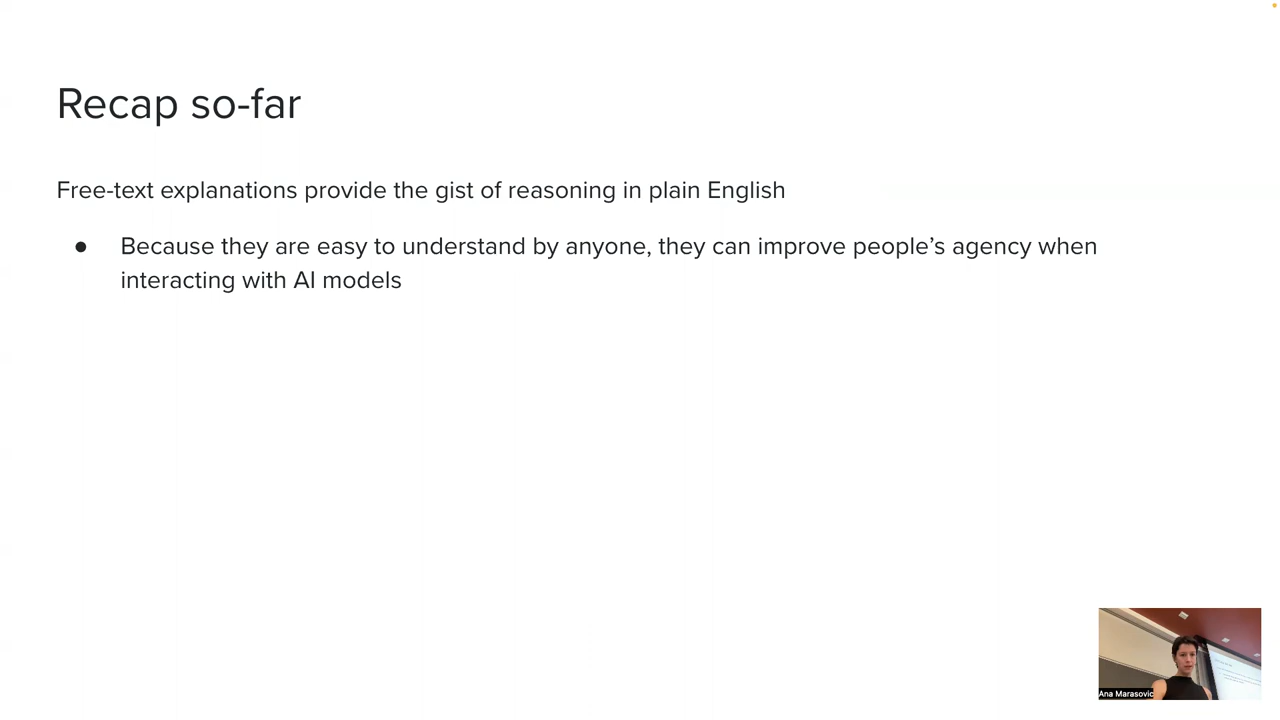 Recap so-far
Free-text explanations provide the gist of reasoning in plain English
● Because they are easy to understand by anyone, they can improve people’s agency when
interacting with AI models
Ana Marasovic